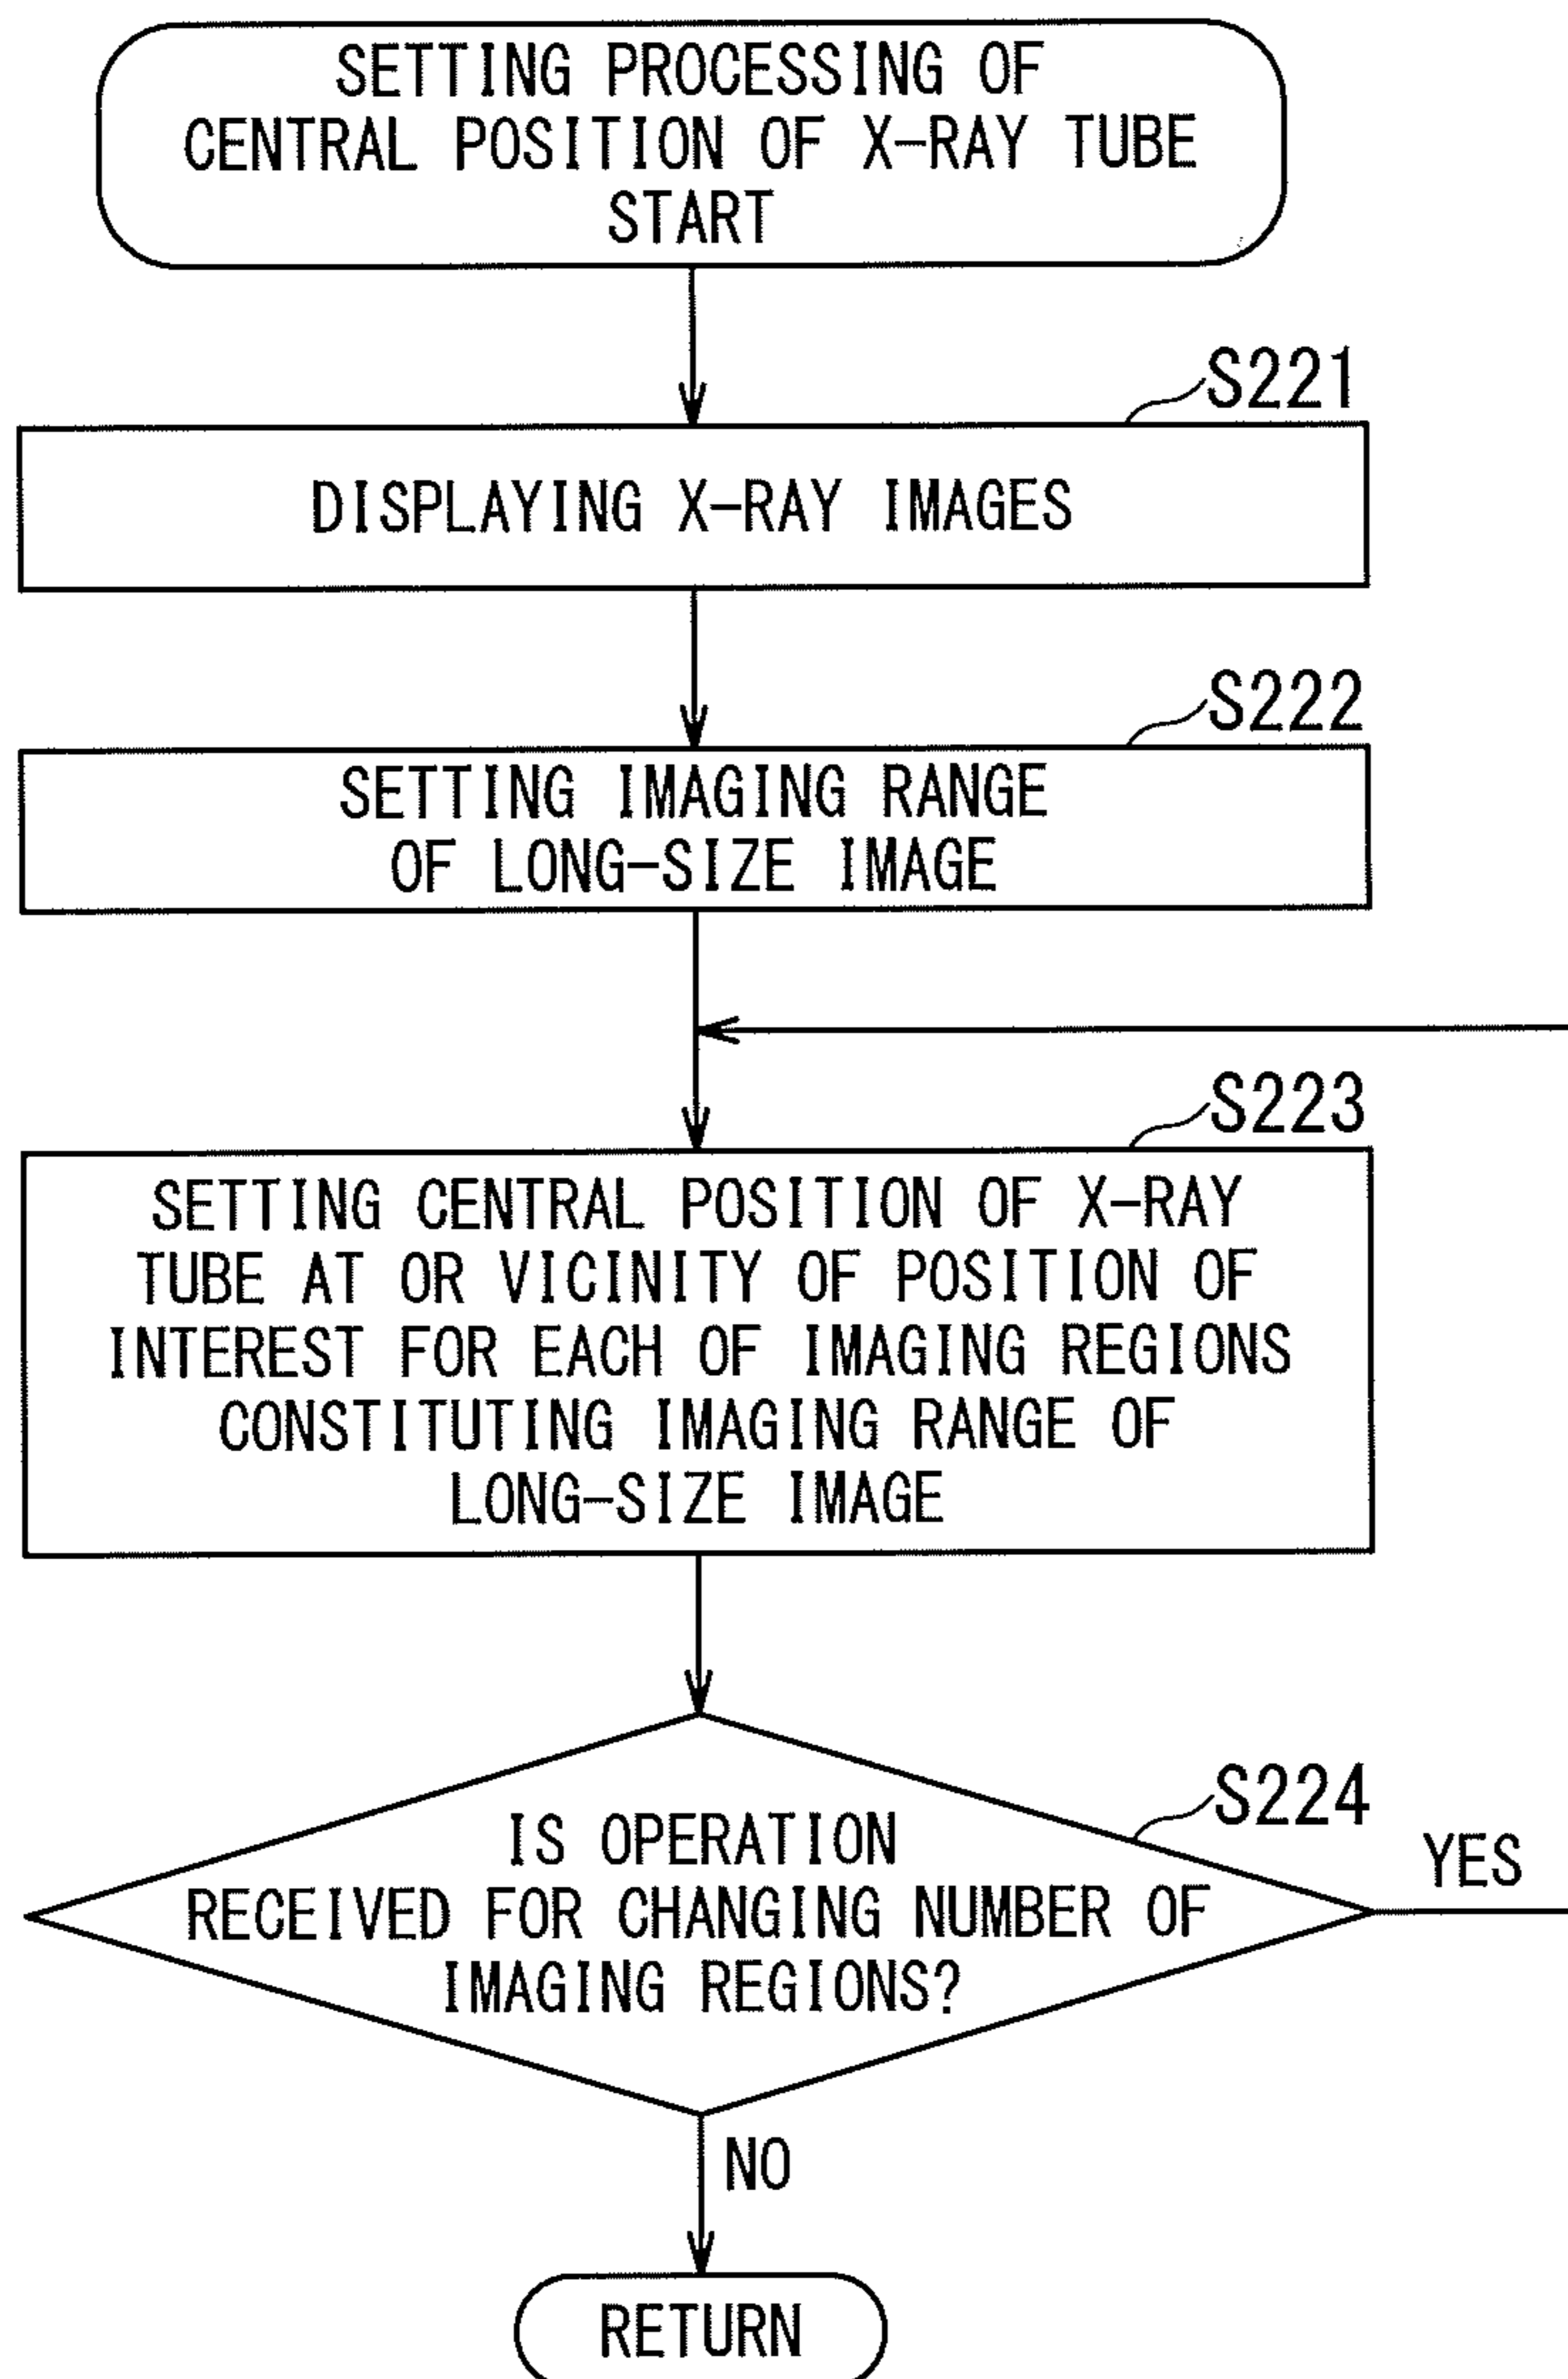 SETTING PROCESSING OF
CENTRAL POSITION OF X-RAY TUBE
START
S221
DISPLAYING X-RAY IMAGES
S222
SETTING IMAGING RANGE
OF LONG-SIZE IMAGE
S223
SETTING CENTRAL POSITION OF X-RAY
TUBE AT OR VICINITY OF POSITION OF
INTEREST FOR EACH OF IMAGING REGIONS
CONSTITUTING IMAGING RANGE OF
LONG-SIZE IMAGE
S224
IS OPERATION
RECEIVED FOR CHANGING NUMBER OF
IMAGING REGIONS?
YES
NO
RETURN